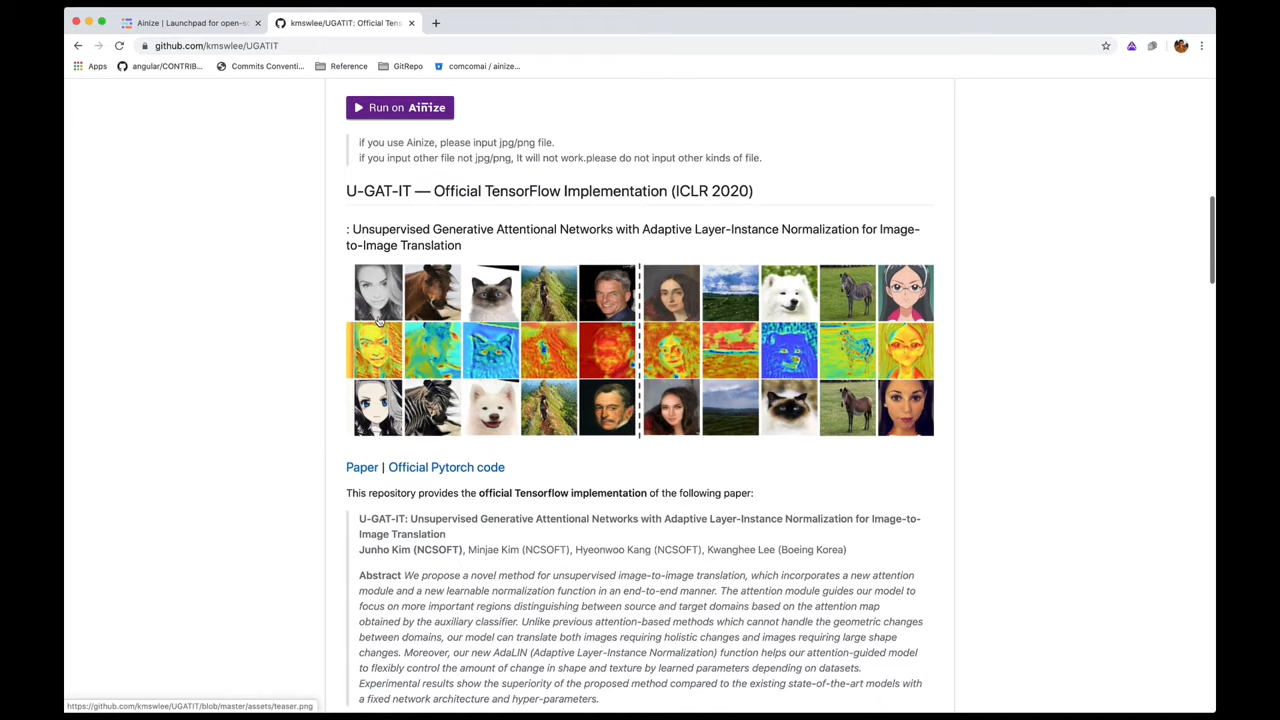 Ainize | Launchpad for open-so
kmswlee/UGATIT: Official Tens
github.com/kmswlee/UGATIT
Apps
angular/CONTRIB...
Commits Conventi...
Reference
GitRepo
comcomai / ainize...
Run on Ainize
if you use Ainize, please input jpg/png file.
if you input other file not jpg/png, It will not work.please do not input other kinds of file.
U-GAT-IT — Official TensorFlow Implementation (ICLR 2020)
: Unsupervised Generative Attentional Networks with Adaptive Layer-Instance Normalization for Image-
to-Image Translation
Paper | Official Pytorch code
This repository provides the official Tensorflow implementation of the following paper:
U-GAT-IT: Unsupervised Generative Attentional Networks with Adaptive Layer-Instance Normalization for Image-to-
Image Translation
Junho Kim (NCSOFT), Minjae Kim (NCSOFT), Hyeonwoo Kang (NCSOFT), Kwanghee Lee (Boeing Korea)
Abstract We propose a novel method for unsupervised image-to-image translation, which incorporates a new attention
module and a new learnable normalization function in an end-to-end manner. The attention module guides our model to
focus on more important regions distinguishing between source and target domains based on the attention map
obtained by the auxiliary classifier. Unlike previous attention-based methods which cannot handle the geometric changes
between domains, our model can translate both images requiring holistic changes and images requiring large shape
changes. Moreover, our new AdaLIN (Adaptive Layer-Instance Normalization) function helps our attention-guided model
to flexibly control the amount of change in shape and texture by learned parameters depending on datasets.
Experimental results show the superiority of the proposed method compared to the existing state-of-the-art models with
a fixed network architecture and hyper-parameters.
https://github.com/kmswlee/UGATIT/blob/master/assets/teaser.png